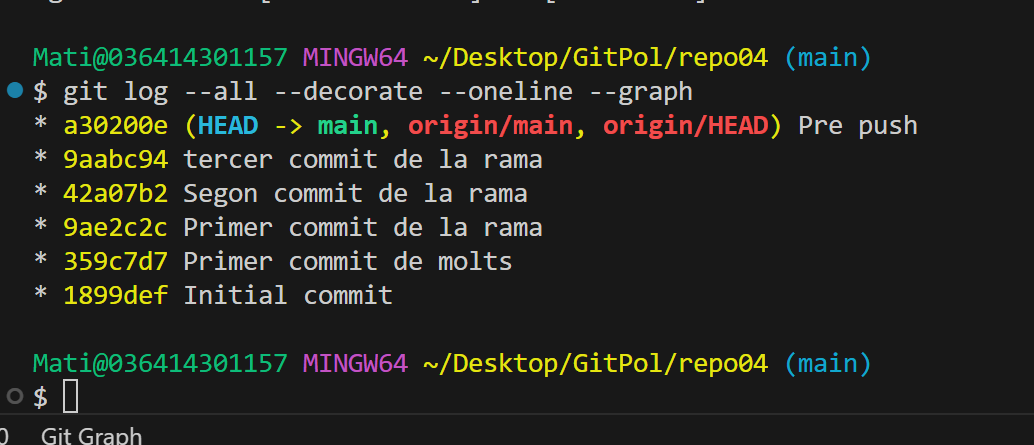 Mati@036414301157 MINGW64 ~/Desktop/GitPol/repo04 (main)
$ git log --all --decorate --oneline --graph
* a30200e (HEAD -> main, origin/main, origin/HEAD) Pre push
* 9aabc94 tercer commit de la rama
* 42a07b2 Segon commit de la rama
* 9ae2c2c Primer commit de la rama
* 359c7d7 Primer commit de molts
* 1899def Initial commit
Mati@036414301157 MINGW64 ~/Desktop/GitPol/repo04 (main)
$
0 Git Graph